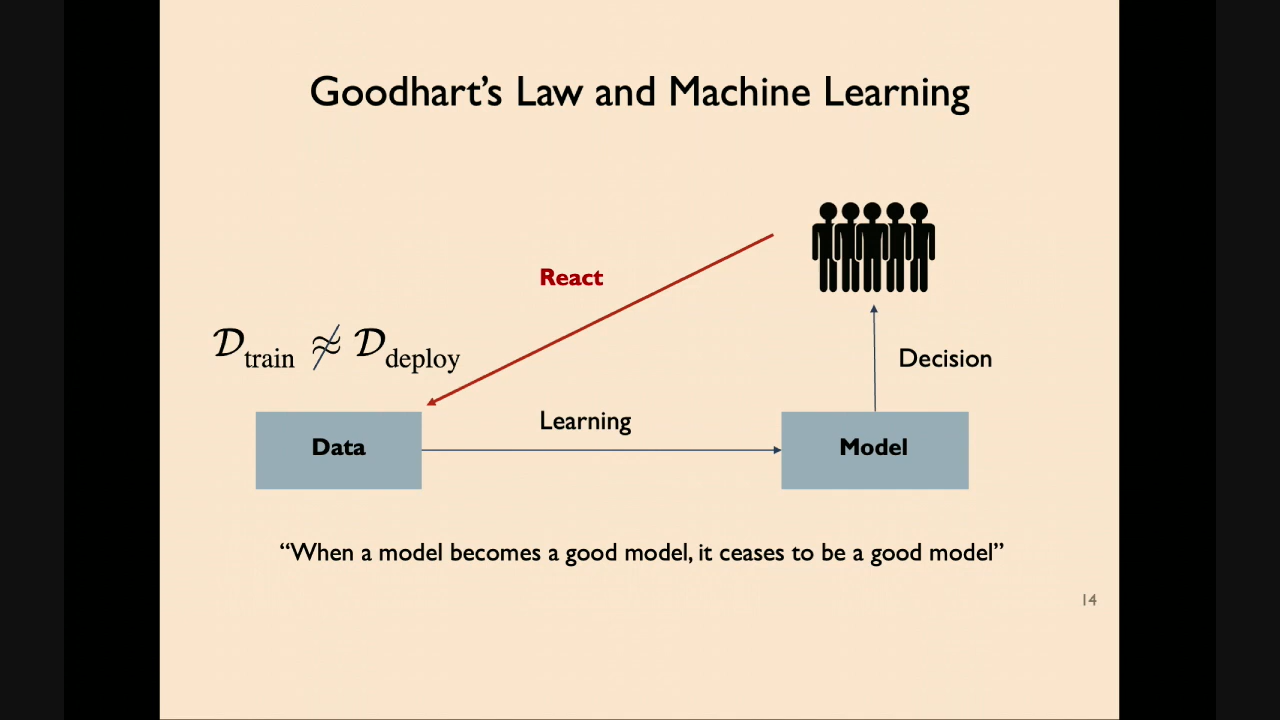 Goodhart's Law and Machine Learning
React
𝒟train ≉ 𝒟deploy
Decision
Learning
Data
Model
“When a model becomes a good model, it ceases to be a good model”
14